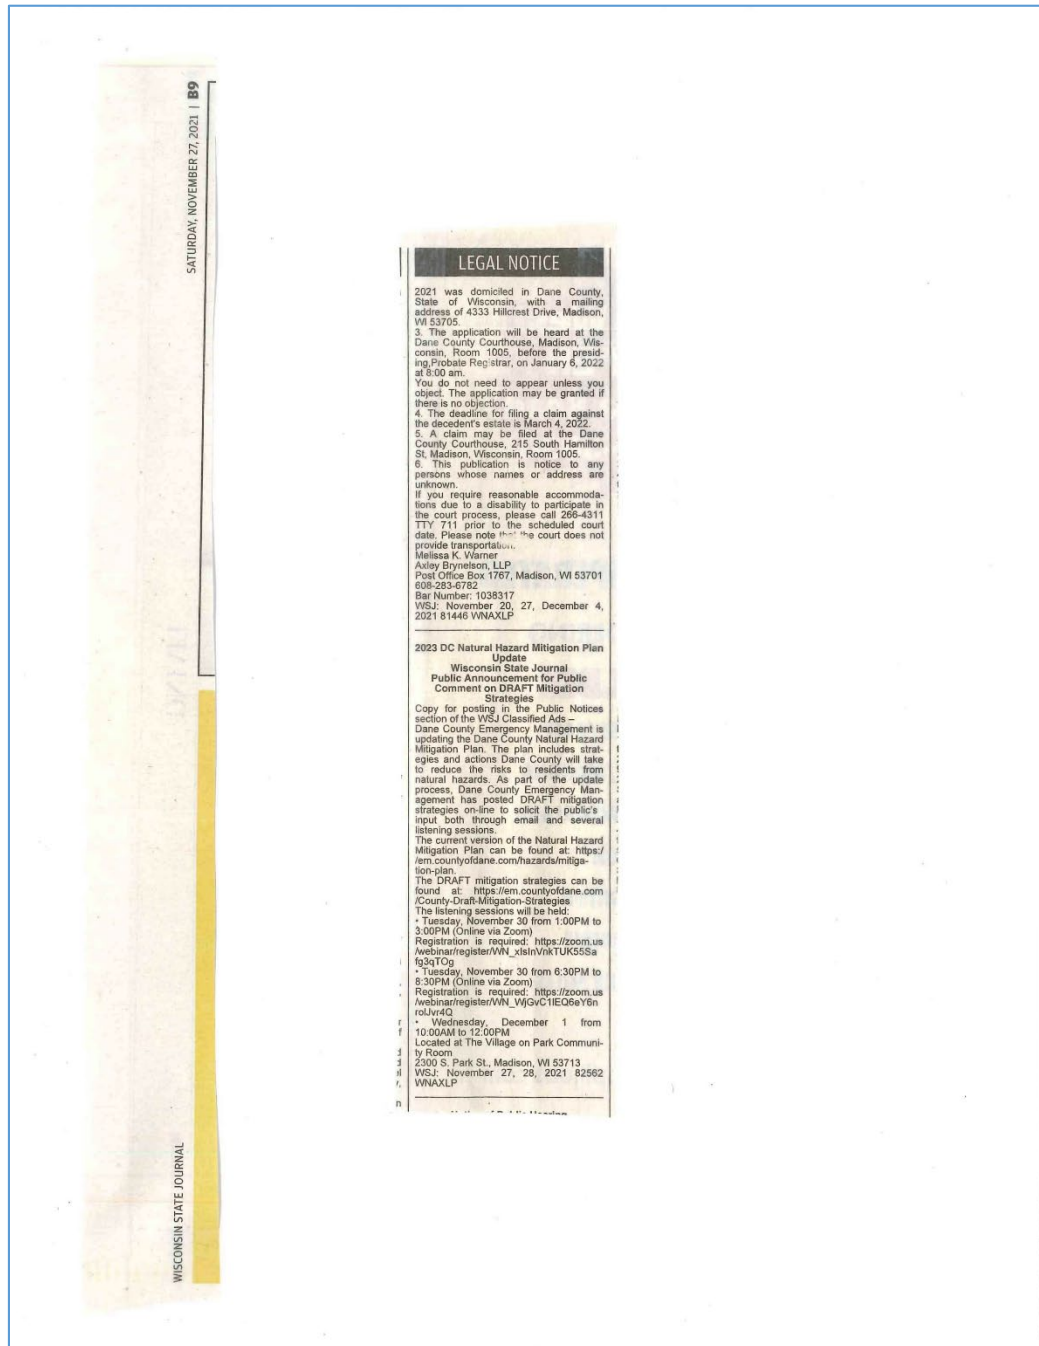 SATURDAY, NOVEMBER 27, 2021 | B9
WISCONSIN STATE JOURNAL
LEGAL NOTICE
2021 was domiciled in Dane County,
State of Wisconsin, with a mailing
address of 4333 Hillcrest Drive, Madison,
WI 53705.
3. The application will be heard at the
Dane County Courthouse, Madison, Wis-
consin, Room 1005, before the presid-
ing,Probate Registrar, on January 6, 2022
at 8:00 am.
You do not need to appear unless you
object. The application may be granted if
there is no objection.
4. The deadline for filing a claim against
the decedent's estate is March 4, 2022.
5. A claim may be filed at the Dane
County Courthouse, 215 South Hamilton
St, Madison, Wisconsin, Room 1005.
6. This publication is notice to any
persons whose names or address are
unknown.
If you require reasonable accommoda-
tions due to a disability to participate in
the court process, please call 266-4311
TTY 711 prior to the scheduled court
date. Please note that the court does not
provide transportation.
Melissa K. Warner
Axley Brynelson, LLP
Post Office Box 1767, Madison, WI 53701
608-283-6782
Bar Number: 1038317
WSJ: November 20, 27, December 4,
2021 81446 WNAXLP
2023 DC Natural Hazard Mitigation Plan
Update
Wisconsin State Journal
Public Announcement for Public
Comment on DRAFT Mitigation
Strategies
Copy for posting in the Public Notices
section of the WSJ Classified Ads –
Dane County Emergency Management is
updating the Dane County Natural Hazard
Mitigation Plan. The plan includes strat-
egies and actions Dane County will take
to reduce the risks to residents from
natural hazards. As part of the update
process, Dane County Emergency Man-
agement has posted DRAFT mitigation
strategies on-line to solicit the public's
input both through email and several
listening sessions.
The current version of the Natural Hazard
Mitigation Plan can be found at: https:/
/em.countyofdane.com/hazards/mitiga-
tion-plan.
The DRAFT mitigation strategies can be
found at: https://em.countyofdane.com
/County-Draft-Mitigation-Strategies
The listening sessions will be held:
• Tuesday, November 30 from 1:00PM to
3:00PM (Online via Zoom)
Registration is required: https://zoom.us
/webinar/register/WN_xIsInVnkTUK55Sa
fg3qTOg
• Tuesday, November 30 from 6:30PM to
8:30PM (Online via Zoom)
Registration is required: https://zoom.us
/webinar/register/WN_WjGvC1IEQ6eY6n
rolJvr4Q
• Wednesday, December 1 from
10:00AM to 12:00PM
Located at The Village on Park Communi-
ty Room
2300 S. Park St., Madison, WI 53713
WSJ: November 27, 28, 2021 82562
WNAXLP